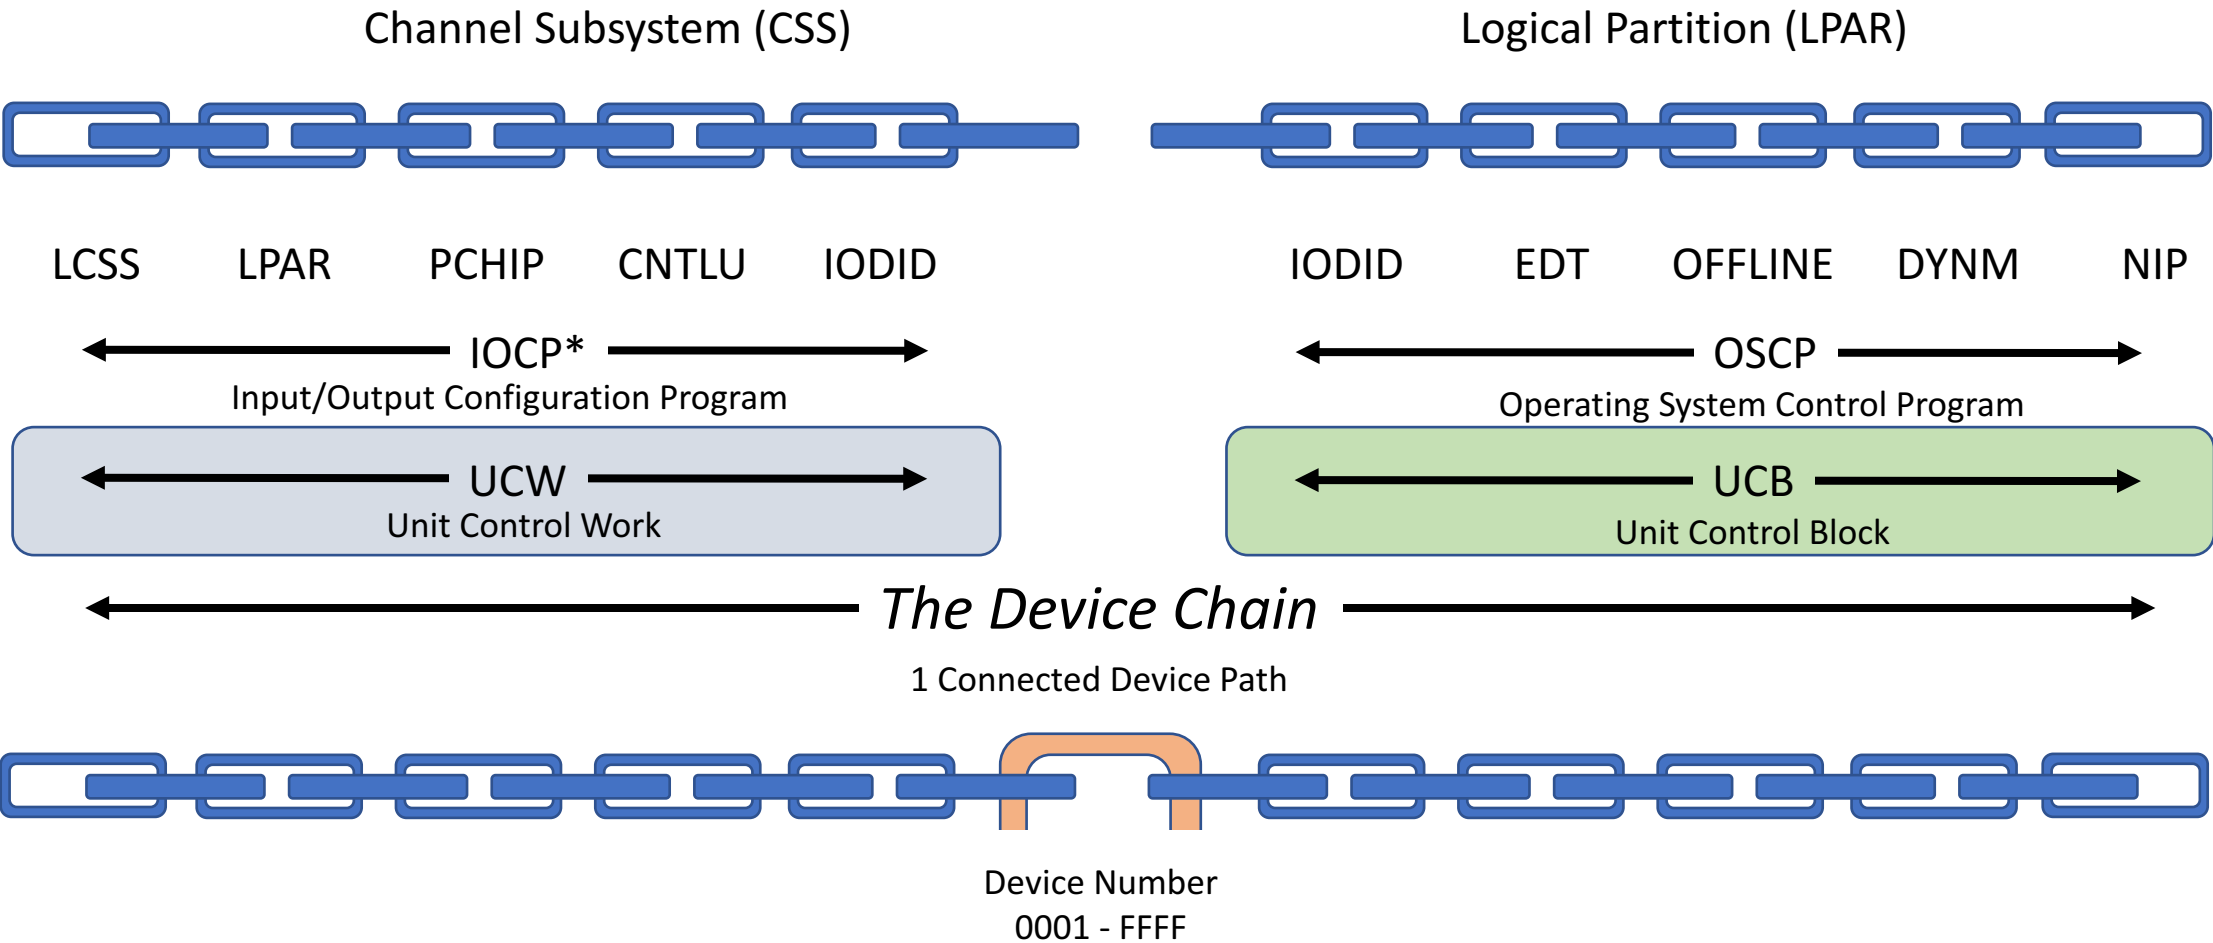 Channel Subsystem (CSS)
Logical Partition (LPAR)
LCSS LPAR PCHIP CNTLU IODID
IODID EDT OFFLINE DYNM NIP
IOCP*
Input/Output Configuration Program
OSCP
Operating System Control Program
UCW
Unit Control Work
UCB
Unit Control Block
The Device Chain
1 Connected Device Path
Device Number
0001 - FFFF